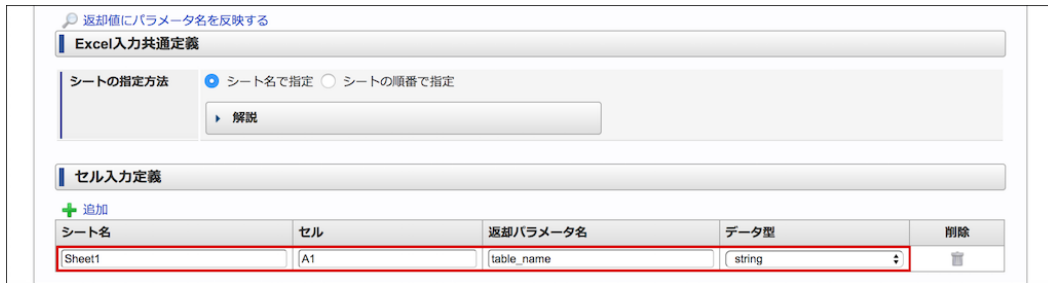 返却値にパラメータ名を反映する
Excel入力共通定義
シートの指定方法 シート名で指定 シートの順番で指定
解説
セル入力定義
追加
シート名 セル 返却パラメータ名 データ型 削除
Sheet1 A1 table_name string